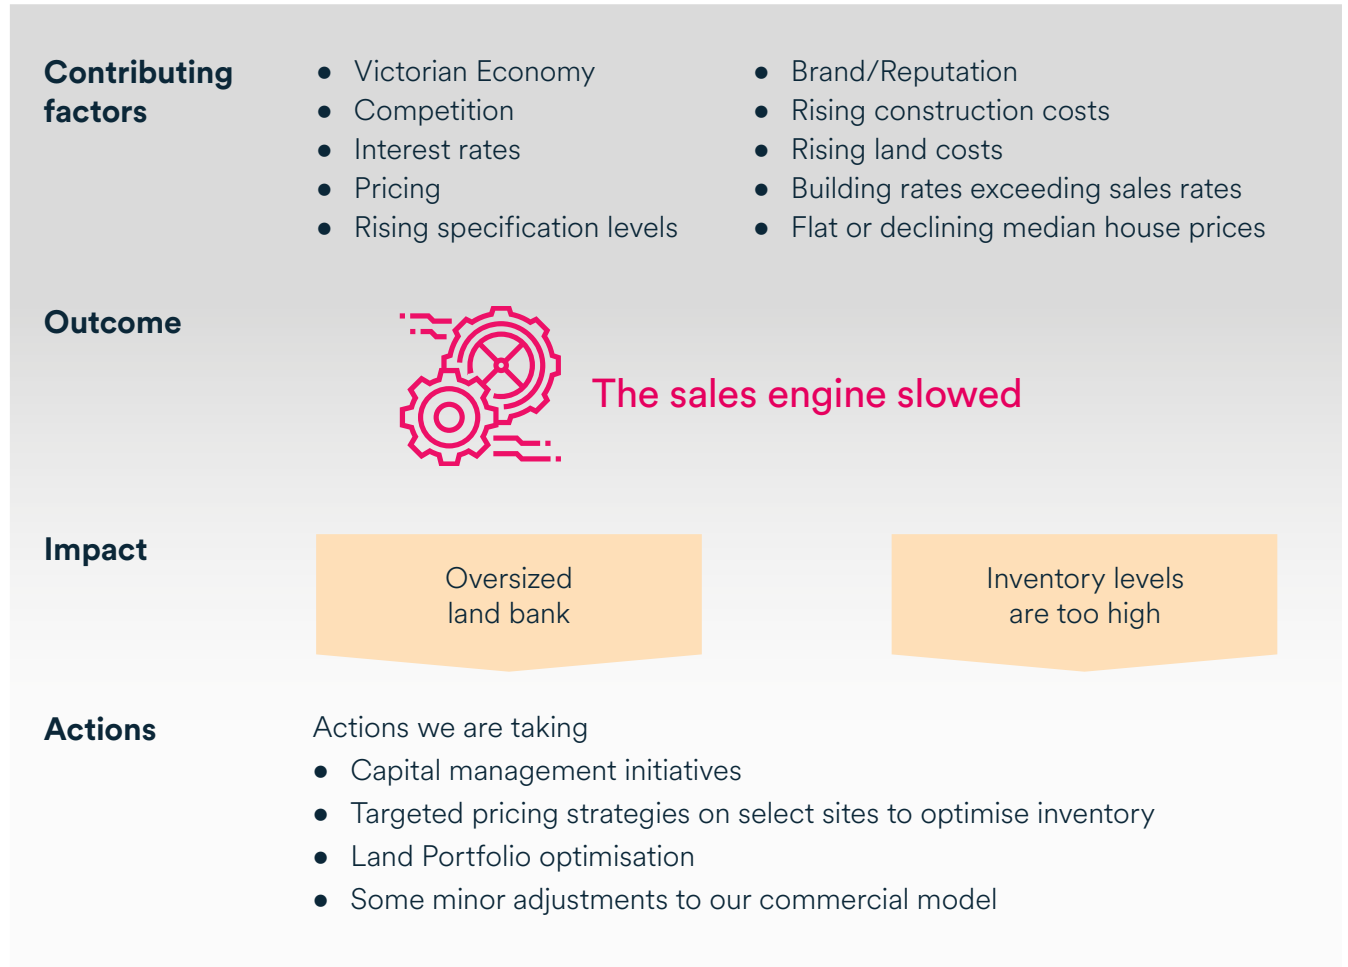 Contributing
factors
● Victorian Economy
● Competition
● Interest rates
● Pricing
● Rising specification levels
● Brand/Reputation
● Rising construction costs
● Rising land costs
● Building rates exceeding sales rates
● Flat or declining median house prices
Outcome
The sales engine slowed
Impact
Oversized
land bank
Inventory levels
are too high
Actions
Actions we are taking
● Capital management initiatives
● Targeted pricing strategies on select sites to optimise inventory
● Land Portfolio optimisation
● Some minor adjustments to our commercial model